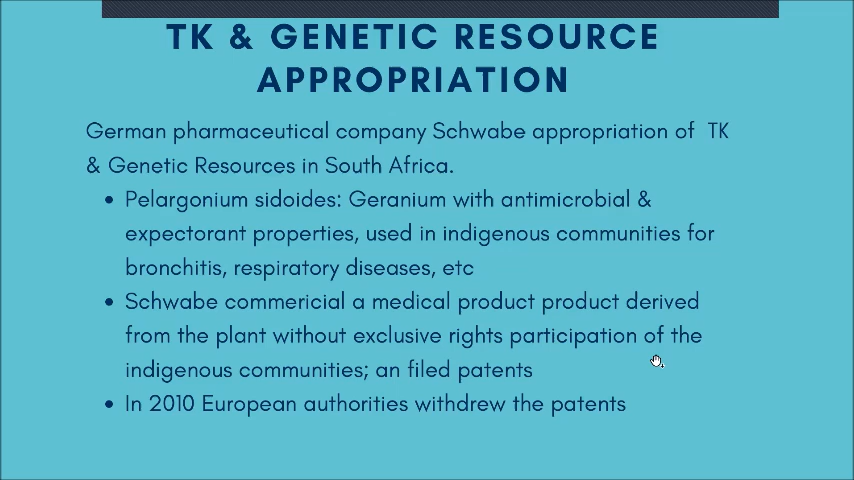 TK & GENETIC RESOURCE
APPROPRIATION
German pharmaceutical company Schwabe appropriation of TK
& Genetic Resources in South Africa.
• Pelargonium sidoides: Geranium with antimicrobial &
expectorant properties, used in indigenous communities for
bronchitis, respiratory diseases, etc
• Schwabe commericial a medical product product derived
from the plant without exclusive rights participation of the
indigenous communities; an filed patents
• In 2010 European authorities withdrew the patents